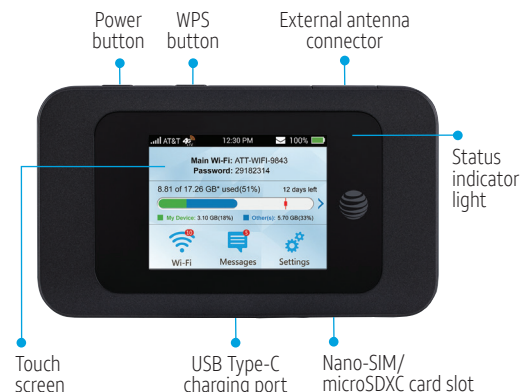 Power button
WPS button
External antenna connector
AT&T 4G LTE 12:30 PM 100%
Main Wi-Fi: ATT-WIFI-9843
Password: 29182314
8.81 of 17.26 GB* used(51%) 12 days left
My Device: 3.10 GB(18%) Other(s): 5.70 GB(33%)
10 5
Wi-Fi Messages Settings
Status
indicator
light
Touch
screen
USB Type-C
charging port
Nano-SIM/
microSDXC card slot